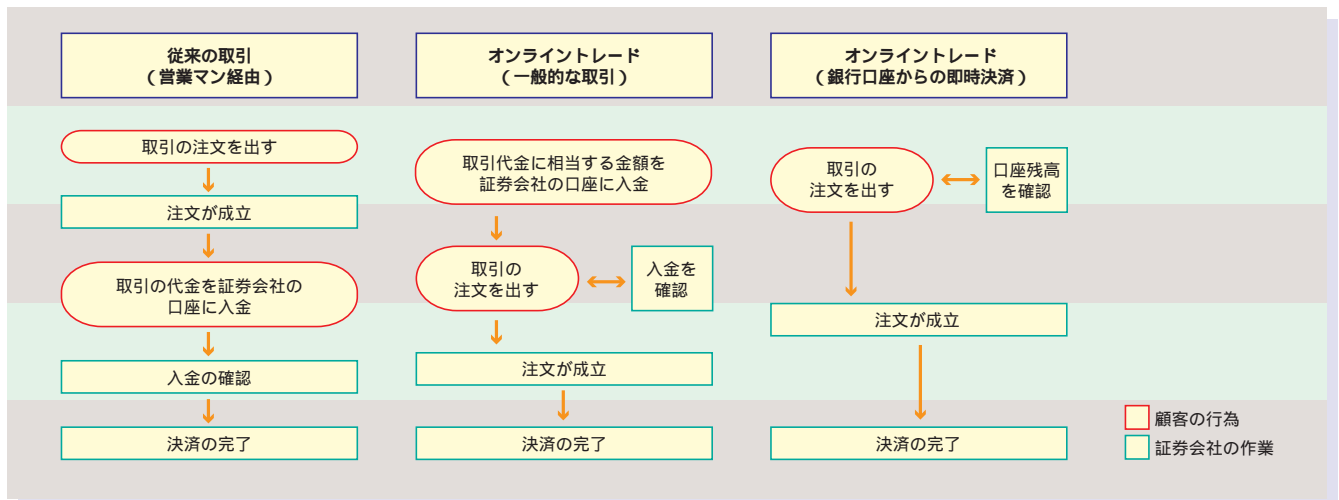 従来の取引
（営業マン経由）
取引の注文を出す
注文が成立
取引の代金を証券会社の
口座に入金
入金の確認
決済の完了
オンライントレード
（一般的な取引）
取引代金に相当する金額を
証券会社の口座に入金
取引の
注文を出す
入金を
確認
注文が成立
決済の完了
オンライントレード
（銀行口座からの即時決済）
取引の
注文を出す
口座残高
を確認
注文が成立
決済の完了
顧客の行為
証券会社の作業